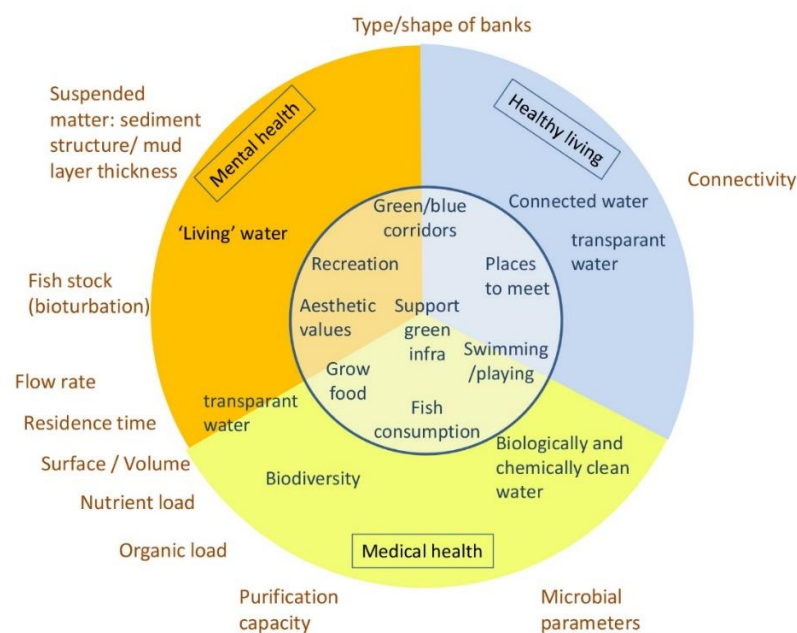 Type/shape of banks
Suspended
matter: sediment
structure/ mud
layer thickness
Mental health
Healthy living
Connectivity
Connected water
transparant
water
'Living' water
Green/blue
corridors
Recreation
Places
to meet
Fish stock
(bioturbation)
Aesthetic
values
Support
green
infra
Swimming
/playing
Grow
food
Flow rate
transparant
water
Fish
consumption
Residence time
Biologically and
chemically clean
water
Surface / Volume
Biodiversity
Nutrient load
Organic load
Medical health
Purification
capacity
Microbial
parameters